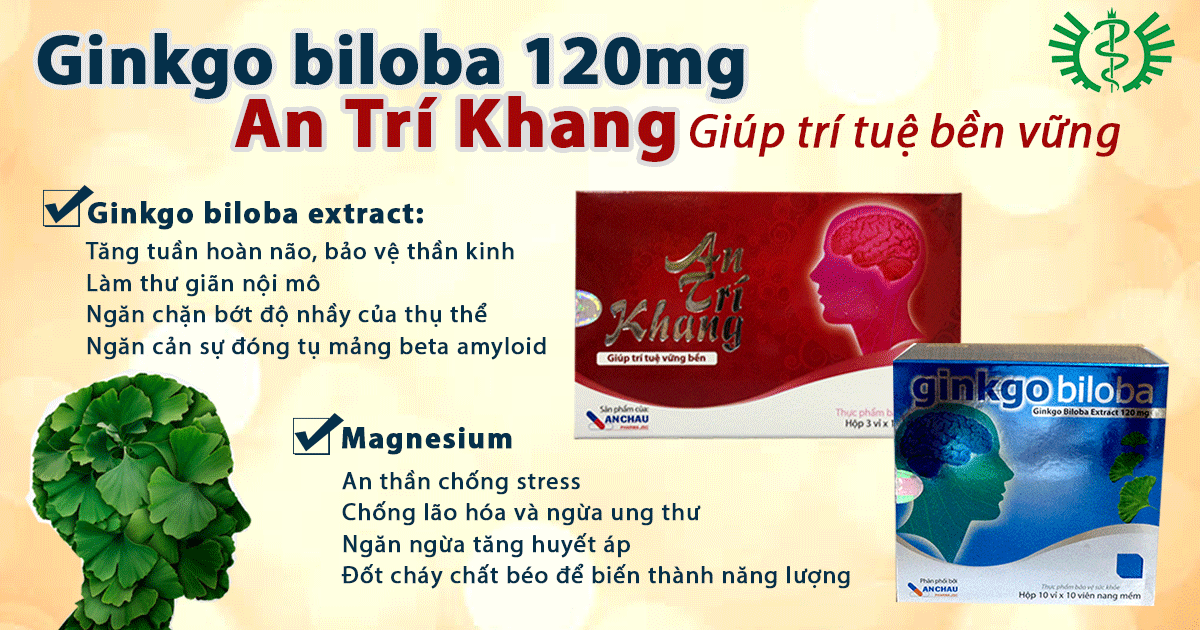 Ginkgo biloba 120mg
An Trí Khang Giúp trí tuệ bền vững
Ginkgo biloba extract:
Tăng tuần hoàn não, bảo vệ thần kinh
Làm thư giãn nội mô
Ngăn chặn bớt độ nhầy của thụ thể
Ngăn cản sự đóng tụ mảng beta amyloid
An
Trí
Khang
Giúp trí tuệ vững bền
Sản phẩm của:
ANCHAU
PHARMA.,JSC
Thực phẩm
Hộp 3 vỉ x
ginkgo biloba
Ginkgo Biloba Extract 120 mg
Phân phối bởi
ANCHAU
Thực phẩm bảo vệ sức khỏe
Hộp 10 vỉ x 10 viên nang mềm
Magnesium
An thần chống stress
Chống lão hóa và ngừa ung thư
Ngăn ngừa tăng huyết áp
Đốt cháy chất béo để biến thành năng lượng